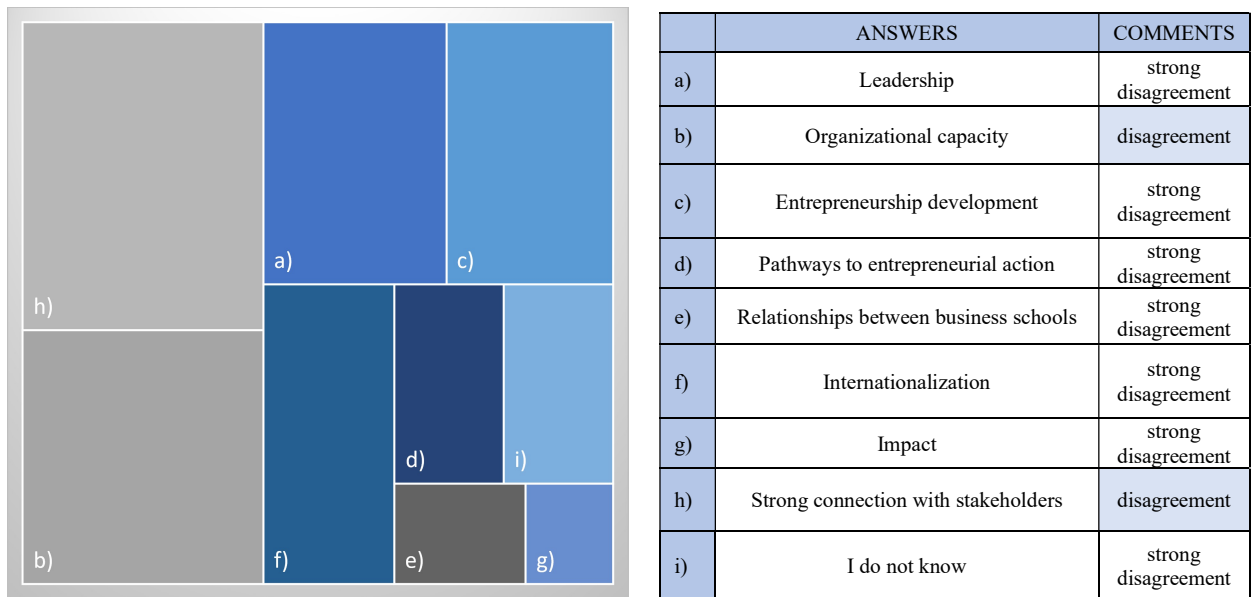 h)
a)
c)
b)
f)
d)
i)
e)
g)
ANSWERS COMMENTS
a) Leadership strong
disagreement
b) Organizational capacity disagreement
c) Entrepreneurship development strong
disagreement
d) Pathways to entrepreneurial action strong
disagreement
e) Relationships between business schools strong
disagreement
f) Internationalization strong
disagreement
g) Impact strong
disagreement
h) Strong connection with stakeholders disagreement
i) I do not know strong
disagreement